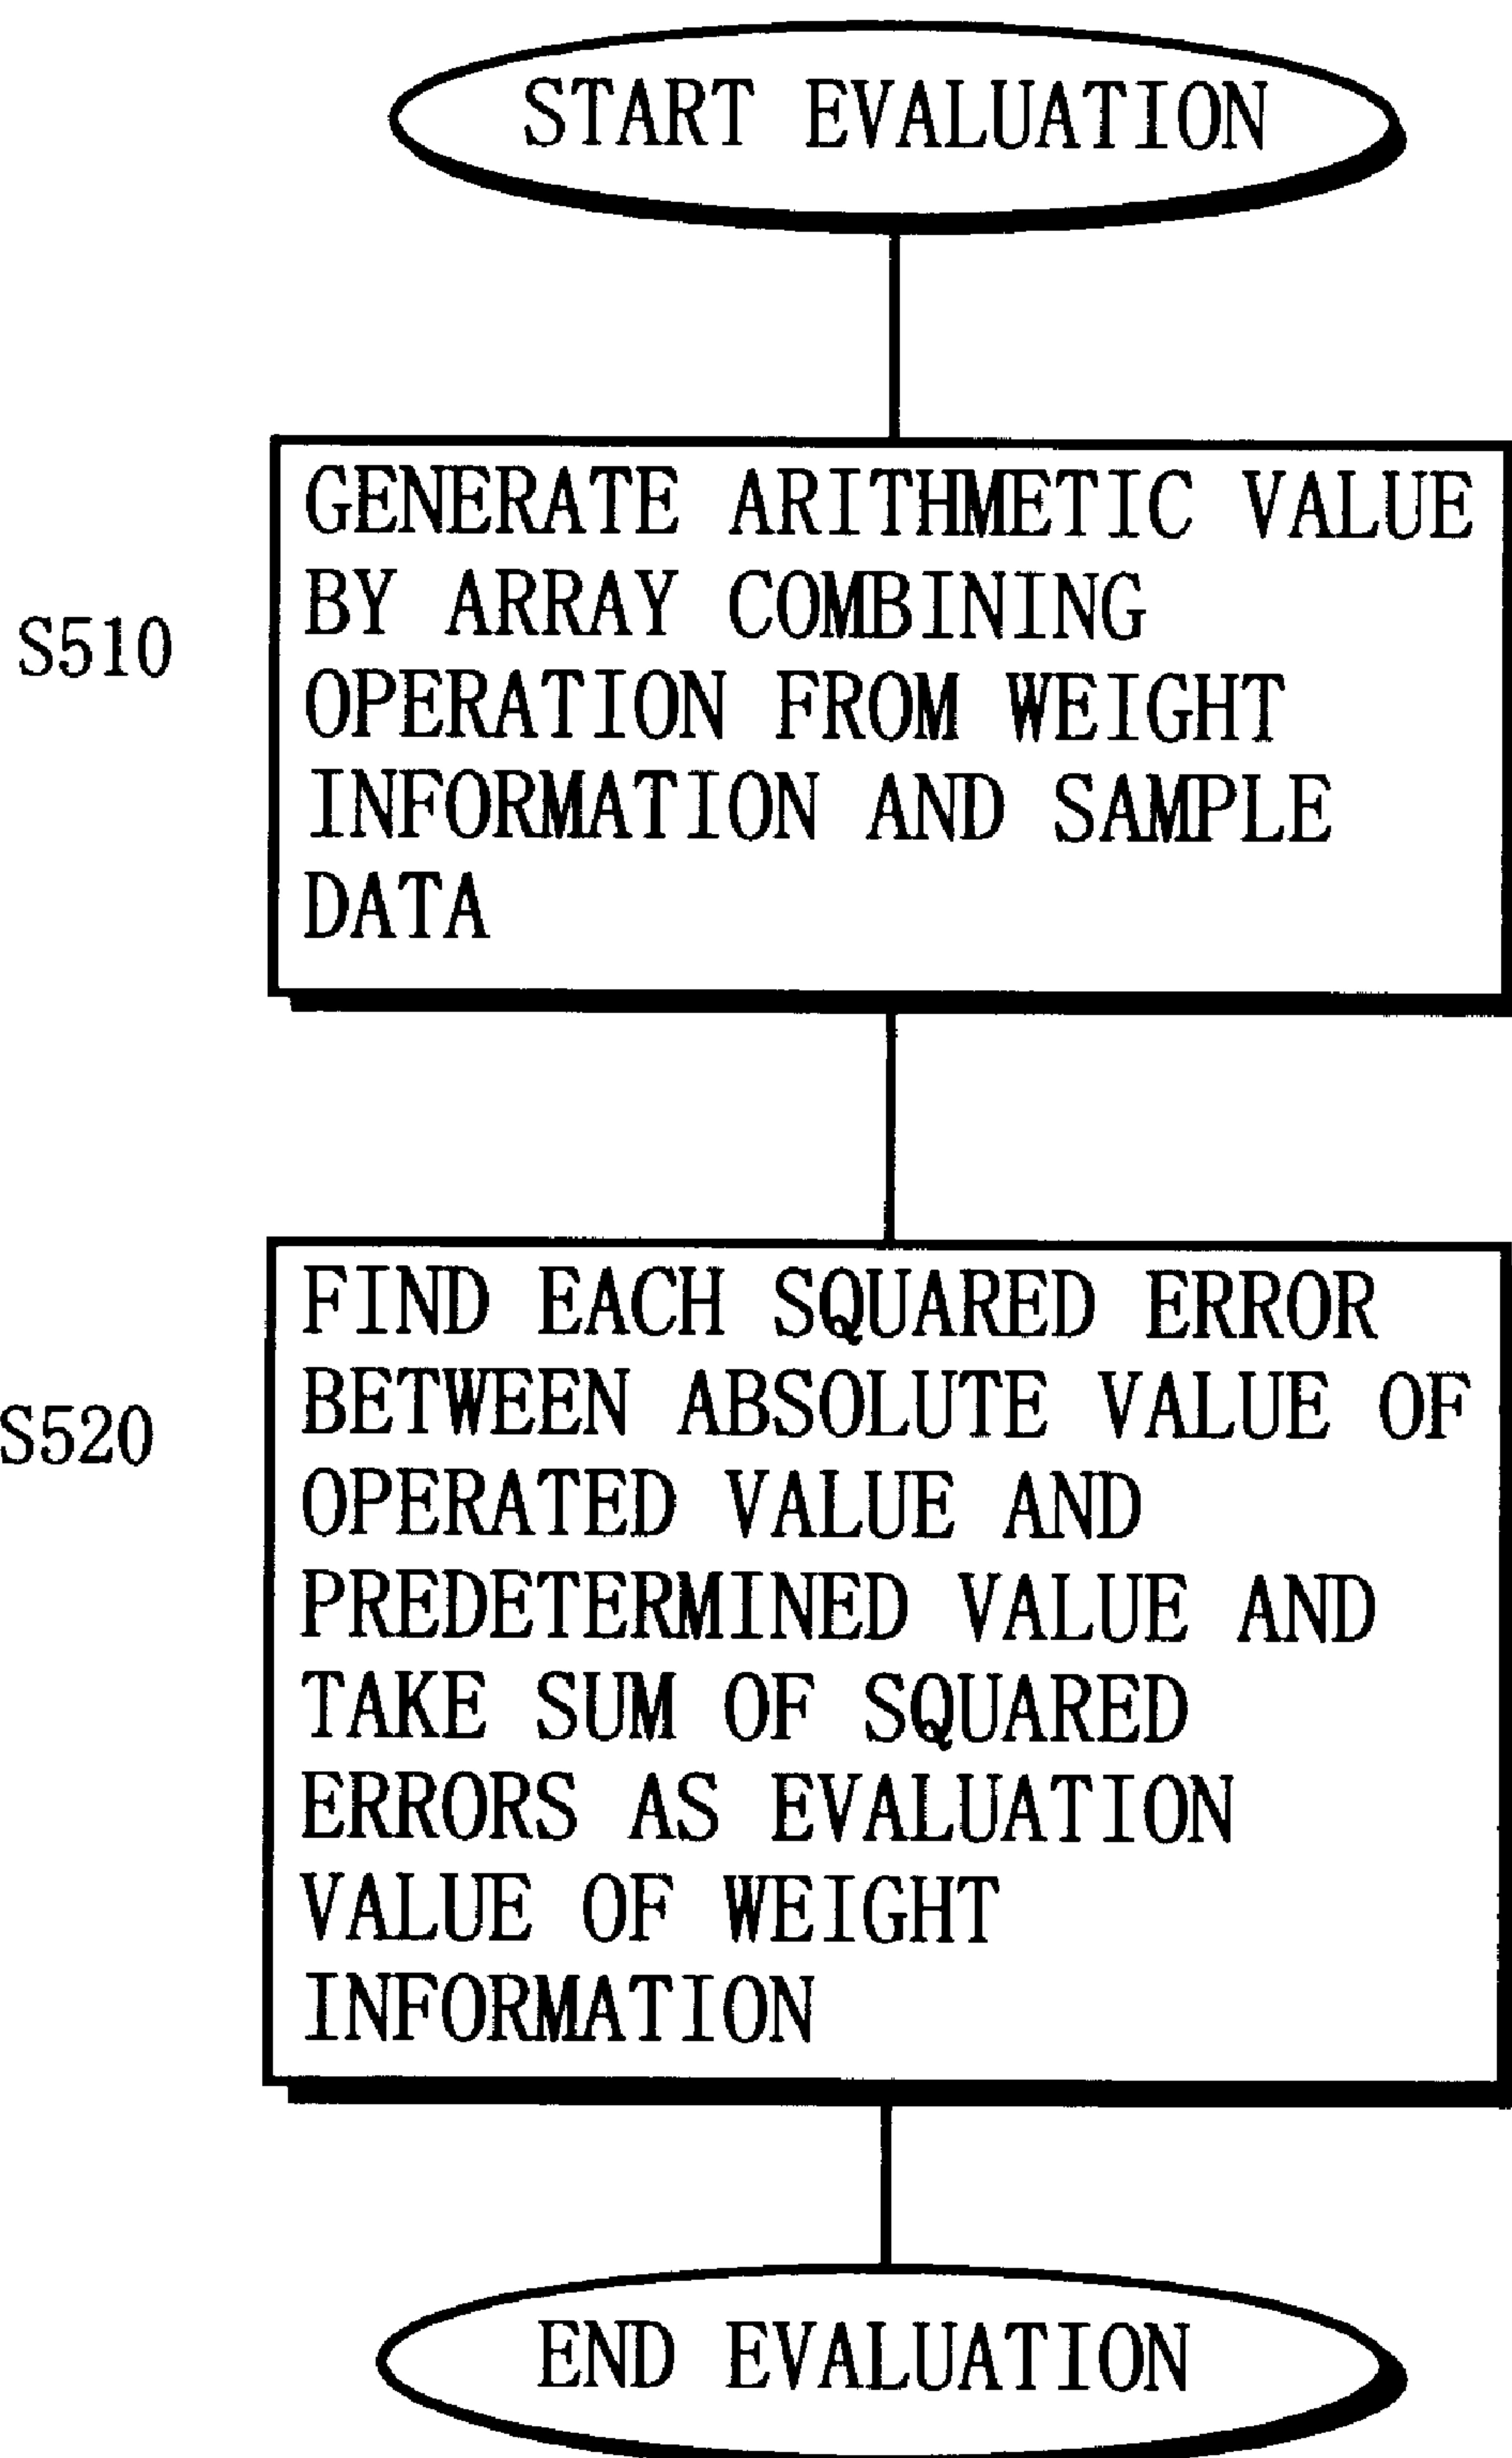 START EVALUATION
S510
GENERATE ARITHMETIC VALUE
BY ARRAY COMBINING
OPERATION FROM WEIGHT
INFORMATION AND SAMPLE
DATA
S520
FIND EACH SQUARED ERROR
BETWEEN ABSOLUTE VALUE OF
OPERATED VALUE AND
PREDETERMINED VALUE AND
TAKE SUM OF SQUARED
ERRORS AS EVALUATION
VALUE OF WEIGHT
INFORMATION
END EVALUATION